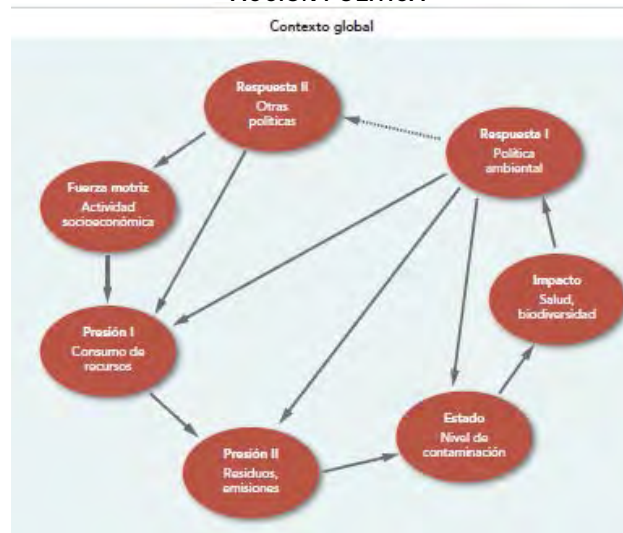 Contexto global
Respuesta II
Otras
políticas
Respuesta I
Política
ambiental
Fuerza motriz
Actividad
socioeconómica
Impacto
Salud,
biodiversidad
Presión I
Consumo de
recursos
Estado
Nivel de
contaminación
Presión II
Residuos,
emisiones